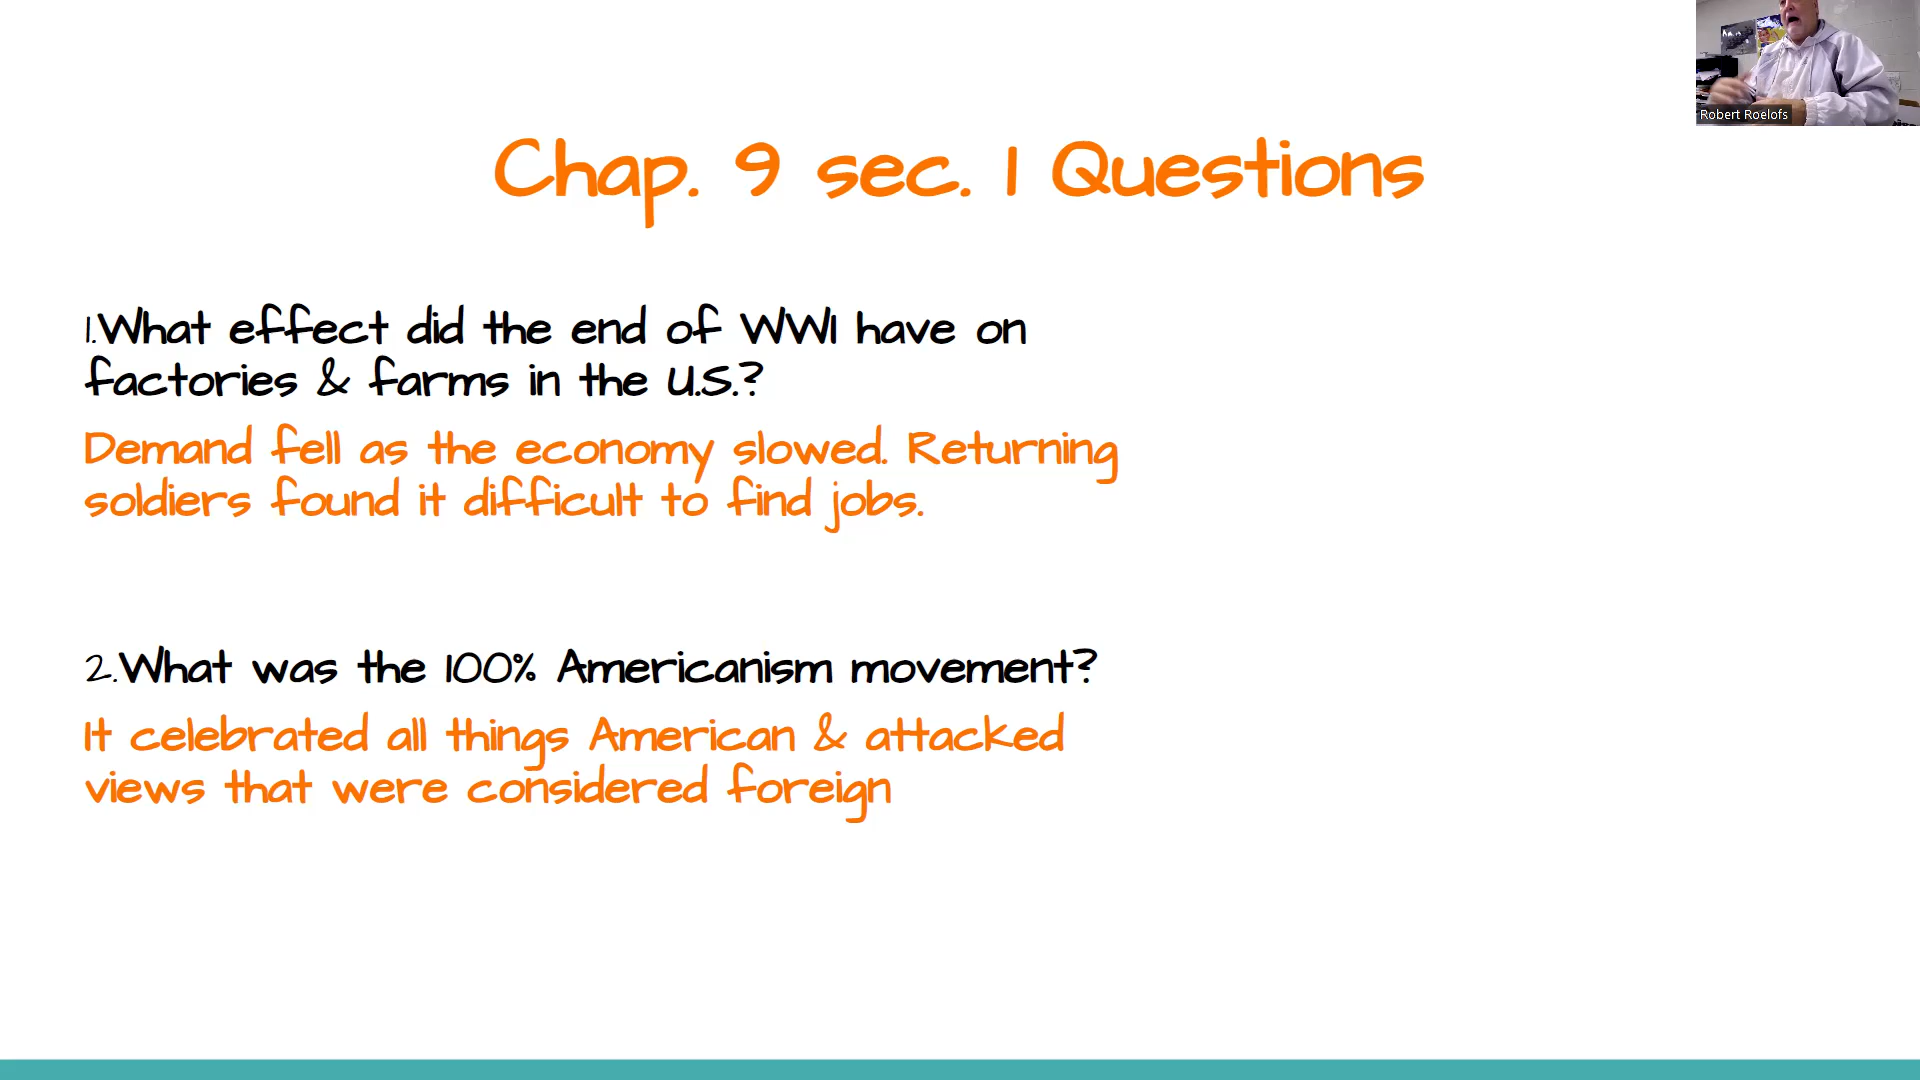 Robert Roelofs
Chap. 9 sec. 1 Questions
1.What effect did the end of WWI have on
factories & farms in the U.S.?
Demand fell as the economy slowed. Returning
soldiers found it difficult to find jobs.
2.What was the 100% Americanism movement?
It celebrated all things American & attacked
views that were considered foreign